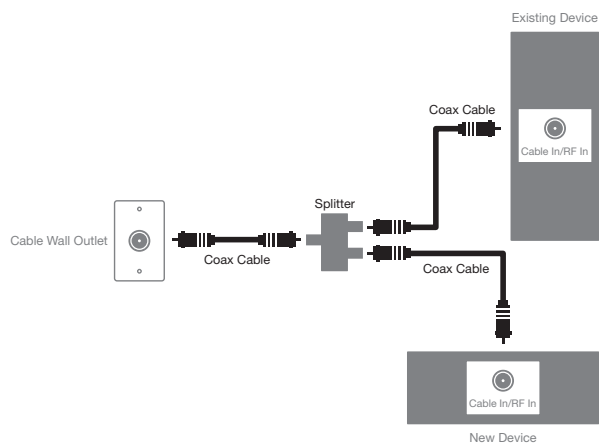 Existing Device
Coax Cable
Cable In/RF In
Splitter
Cable Wall Outlet
Coax Cable
Coax Cable
Cable In/RF In
New Device